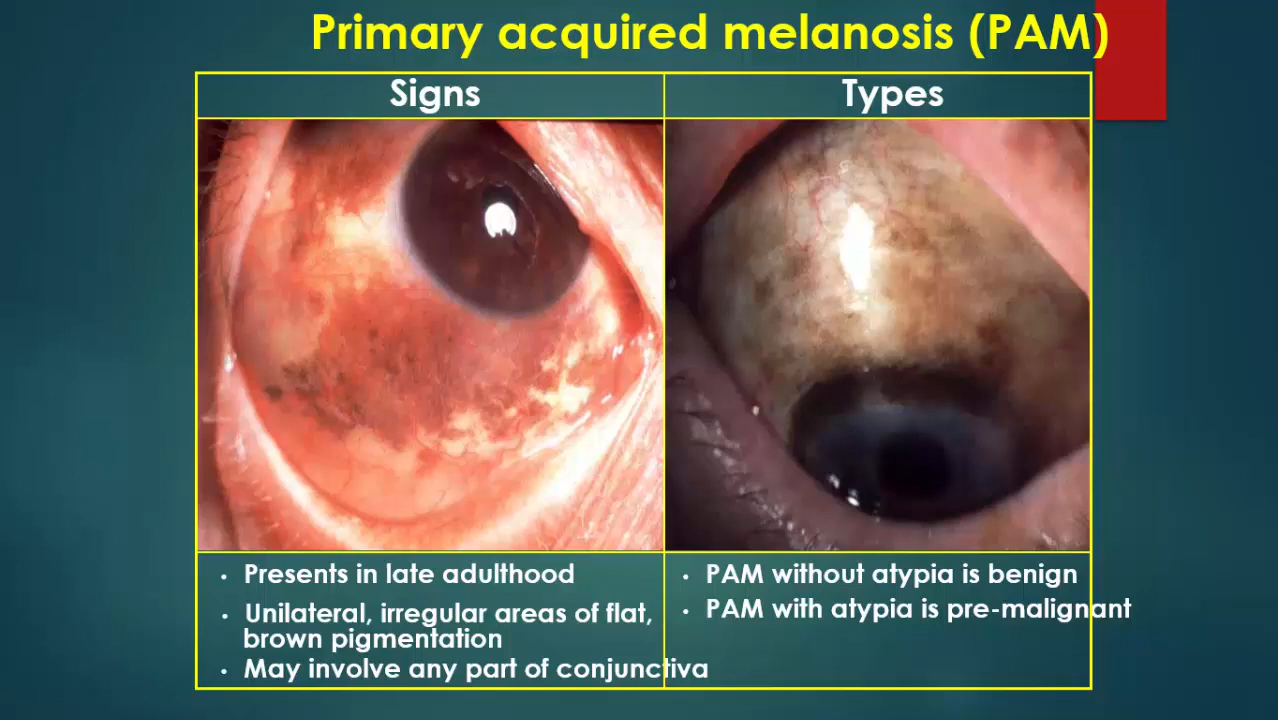 Primary acquired melanosis (PAM)
Signs
Types
• Presents in late adulthood
• Unilateral, irregular areas of flat,
brown pigmentation
• May involve any part of conjunctiva
• PAM without atypia is benign
• PAM with atypia is pre-malignant